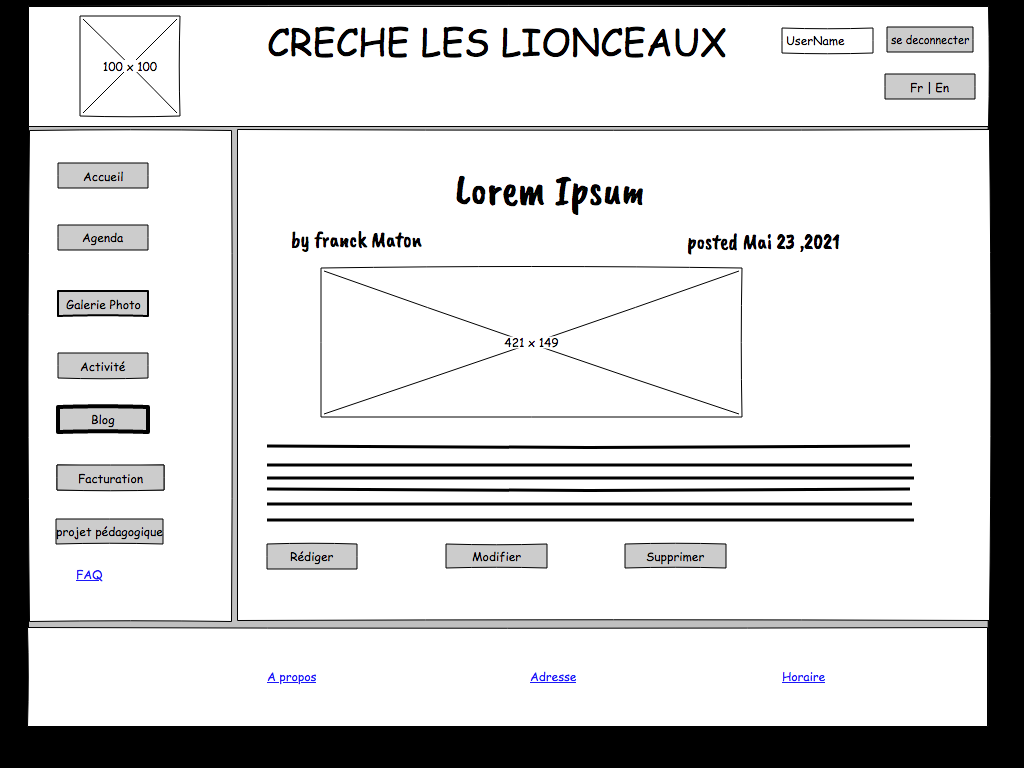 CRECHE LES LIONCEAUX
100 x 100
UserName
se deconnecter
Fr | En
Accueil
Agenda
Galerie Photo
Activité
Blog
Facturation
projet pédagogique
FAQ
Lorem Ipsum
by franck Maton
posted Mai 23 ,2021
421 x 149
Rédiger
Modifier
Supprimer
A propos
Adresse
Horaire